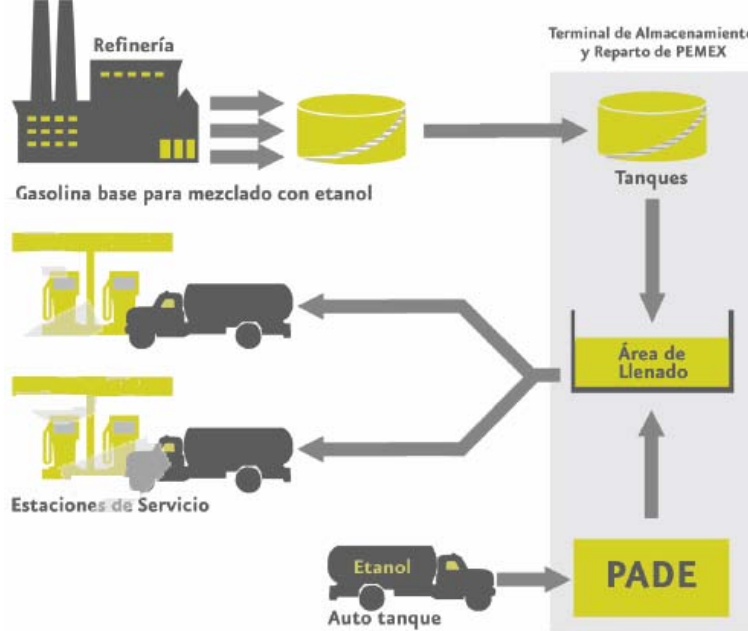 Refinería
Terminal de Almacenamiento
y Reparto de PEMEX
Tanques
Gasolina base para mezclado con etanol
Área de
Llenado
Estaciones de Servicio
Etanol
PADE
Auto tanque